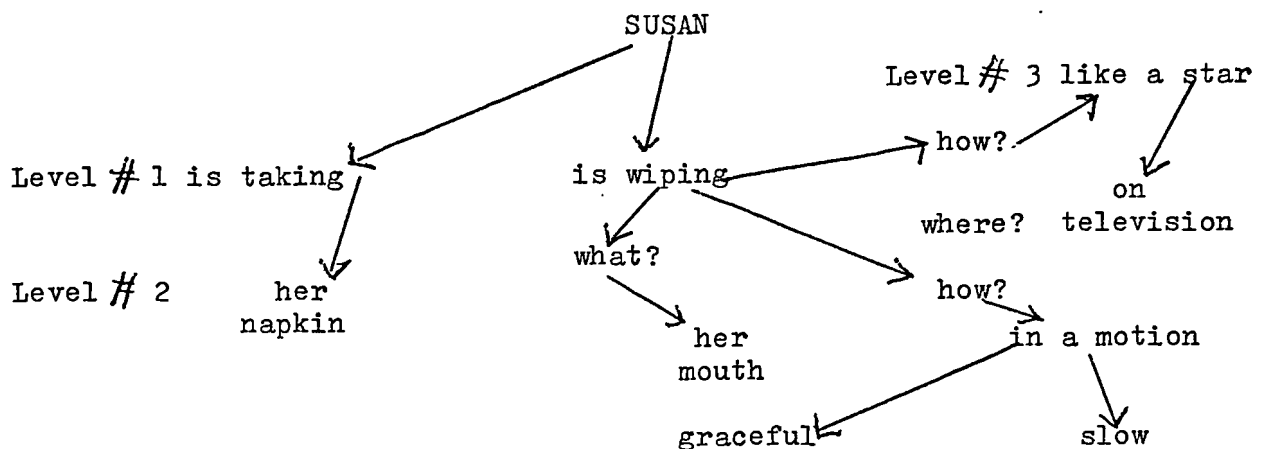 SUSAN
Level # 3 like a star
how?
Level # 1 is taking
is wiping
on
where? television
what?
Level # 2 her
napkin
how?
her
mouth
in a motion
graceful
slow